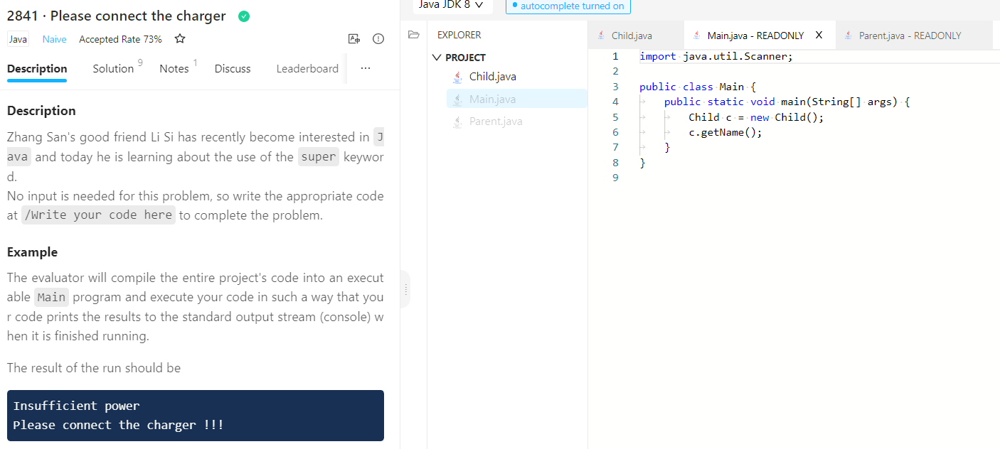 2841 · Please connect the charger
Java Naive Accepted Rate 73%
Description Solution 9 Notes 1 Discuss Leaderboard ...
Description
Zhang San's good friend Li Si has recently become interested in J
ava and today he is learning about the use of the super keywor
d.
No input is needed for this problem, so write the appropriate code
at /Write your code here to complete the problem.
Example
The evaluator will compile the entire project's code into an execut
able Main program and execute your code in such a way that you
r code prints the results to the standard output stream (console) w
hen it is finished running.
The result of the run should be
Insufficient power
Please connect the charger !!!
Java JDK 8 autocomplete turned on
EXPLORER
PROJECT
Child.java
Main.java
Parent.java
Child.java Main.java - READONLY X Parent.java - READONLY
1 import java.util.Scanner;
2
3 public class Main {
4 public static void main(String[] args) {
5 Child c = new Child();
6 c.getName();
7 }
8 }
9